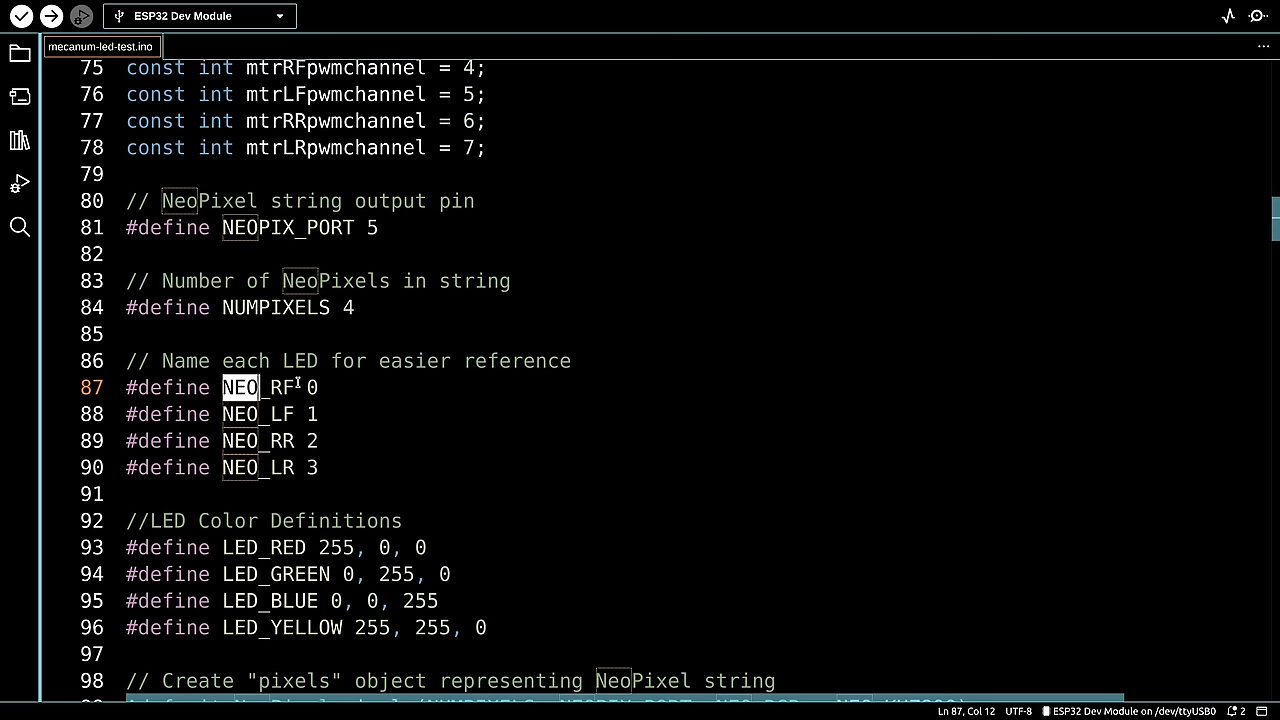 ESP32 Dev Module
mecanum-led-test.ino
75 const int mtrRFpwmchannel = 4;
76 const int mtrLFpwmchannel = 5;
77 const int mtrRRpwmchannel = 6;
78 const int mtrLRpwmchannel = 7;
79
80 // NeoPixel string output pin
81 #define NEOPIX_PORT 5
82
83 // Number of NeoPixels in string
84 #define NUMPIXELS 4
85
86 // Name each LED for easier reference
87 #define NEO_RF 0
88 #define NEO_LF 1
89 #define NEO_RR 2
90 #define NEO_LR 3
91
92 //LED Color Definitions
93 #define LED_RED 255, 0, 0
94 #define LED_GREEN 0, 255, 0
95 #define LED_BLUE 0, 0, 255
96 #define LED_YELLOW 255, 255, 0
97
98 // Create "pixels" object representing NeoPixel string
Ln 87, Col 12 UTF-8 ESP32 Dev Module on /dev/ttyUSB0 2